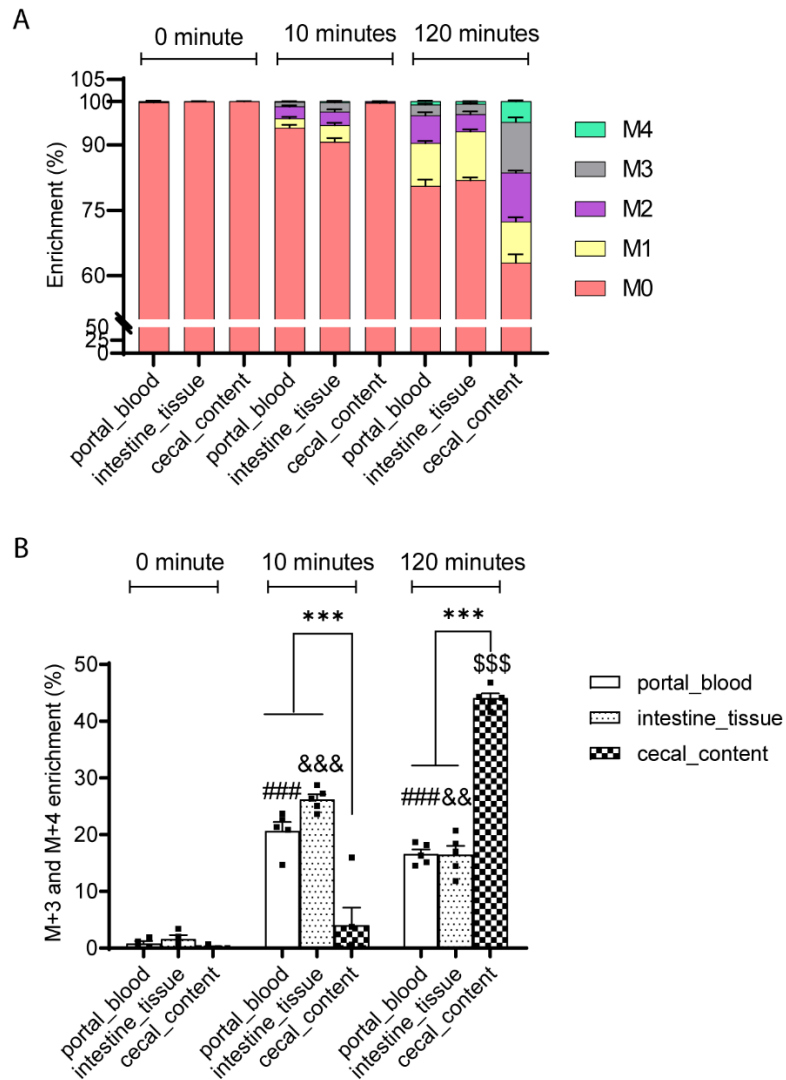 A
0 minute 10 minutes 120 minutes
Enrichment (%)
105
100
90
75
60
50
25
0
M4
M3
M2
M1
M0
portal_blood
intestine_tissue
cecal_content
portal_blood
intestine_tissue
cecal_content
portal_blood
intestine_tissue
cecal_content
B
0 minute 10 minutes 120 minutes
M+3 and M+4 enrichment (%)
50
40
30
20
10
0
*** ***
$$$
&&&
### ### &&
portal_blood
intestine_tissue
cecal_content
portal_blood
intestine_tissue
cecal_content
portal_blood
intestine_tissue
cecal_content
portal_blood
intestine_tissue
cecal_content